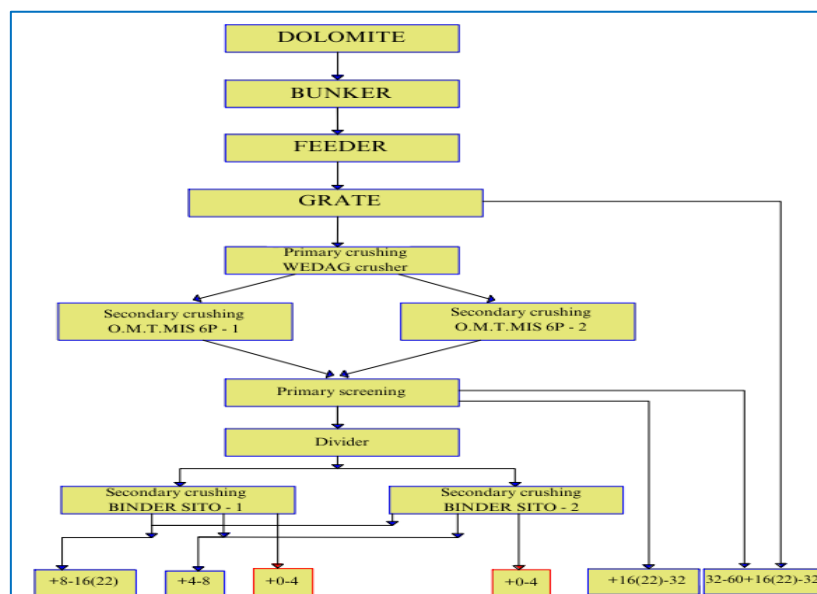 DOLOMITE
BUNKER
FEEDER
GRATE
Primary crushing
WEDAG crusher
Secondary crushing
O.M.T.MIS 6P - 1
Secondary crushing
O.M.T.MIS 6P - 2
Primary screening
Divider
Secondary crushing
BINDER SITO - 1
Secondary crushing
BINDER SITO - 2
+8-16(22)
+4-8
+0-4
+0-4
+16(22)-32
32-60+16(22)-32